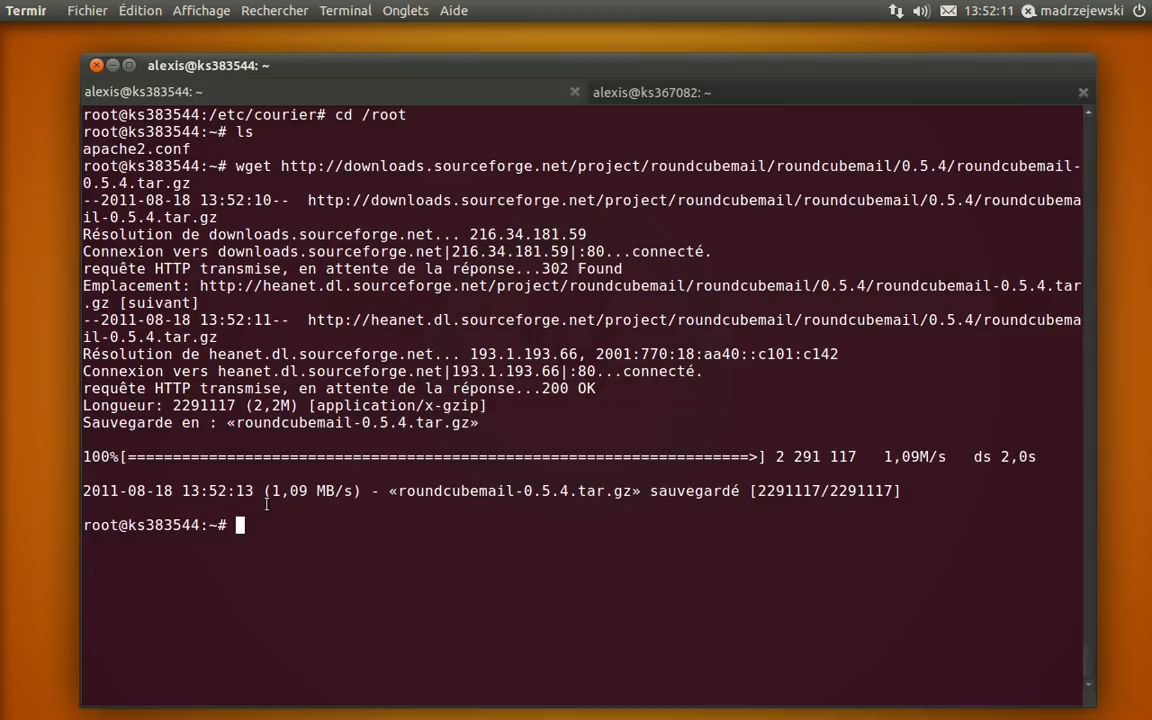 Termir Fichier Édition Affichage Rechercher Terminal Onglets Aide 13:52:11 madrzejewski
alexis@ks383544: ~
alexis@ks383544: ~ alexis@ks367082: ~
root@ks383544:/etc/courier# cd /root
root@ks383544:~# ls
apache2.conf
root@ks383544:~# wget http://downloads.sourceforge.net/project/roundcubemail/roundcubemail/0.5.4/roundcubemail-
0.5.4.tar.gz
--2011-08-18 13:52:10--  http://downloads.sourceforge.net/project/roundcubemail/roundcubemail/0.5.4/roundcubema
il-0.5.4.tar.gz
Résolution de downloads.sourceforge.net... 216.34.181.59
Connexion vers downloads.sourceforge.net|216.34.181.59|:80...connecté.
requête HTTP transmise, en attente de la réponse...302 Found
Emplacement: http://heanet.dl.sourceforge.net/project/roundcubemail/roundcubemail/0.5.4/roundcubemail-0.5.4.tar
.gz [suivant]
--2011-08-18 13:52:11--  http://heanet.dl.sourceforge.net/project/roundcubemail/roundcubemail/0.5.4/roundcubema
il-0.5.4.tar.gz
Résolution de heanet.dl.sourceforge.net... 193.1.193.66, 2001:770:18:aa40::c101:c142
Connexion vers heanet.dl.sourceforge.net|193.1.193.66|:80...connecté.
requête HTTP transmise, en attente de la réponse...200 OK
Longueur: 2291117 (2,2M) [application/x-gzip]
Sauvegarde en : «roundcubemail-0.5.4.tar.gz»
100%[=====================================================================>] 2 291 117   1,09M/s   ds 2,0s
2011-08-18 13:52:13 (1,09 MB/s) - «roundcubemail-0.5.4.tar.gz» sauvegardé [2291117/2291117]
root@ks383544:~#